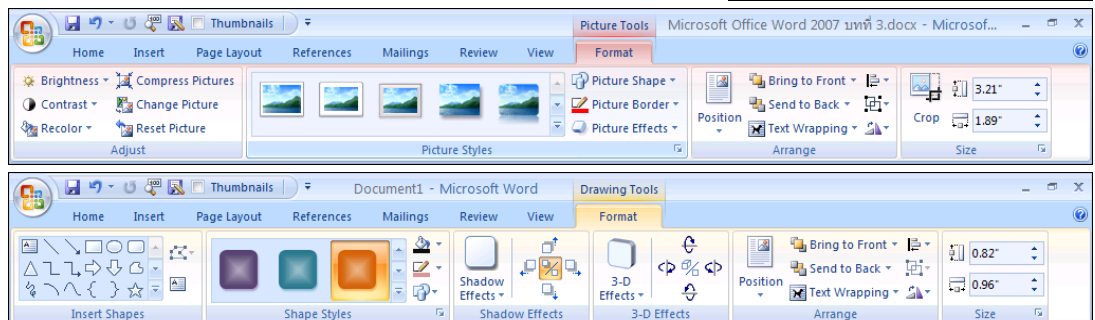 Thumbnails Picture Tools Microsoft Office Word 2007 บทที่ 3.docx - Microsof...
Home Insert Page Layout References Mailings Review View Format
Brightness Compress Pictures Picture Shape Bring to Front 3.21"
Contrast Change Picture Picture Border Send to Back
Recolor Reset Picture Picture Effects Position Text Wrapping Crop 1.89"
Adjust Picture Styles Arrange Size
Thumbnails Document1 - Microsoft Word Drawing Tools
Home Insert Page Layout References Mailings Review View Format
Bring to Front 0.82"
Shadow Effects 3-D Effects Position Send to Back
Text Wrapping 0.96"
Insert Shapes Shape Styles Shadow Effects 3-D Effects Arrange Size